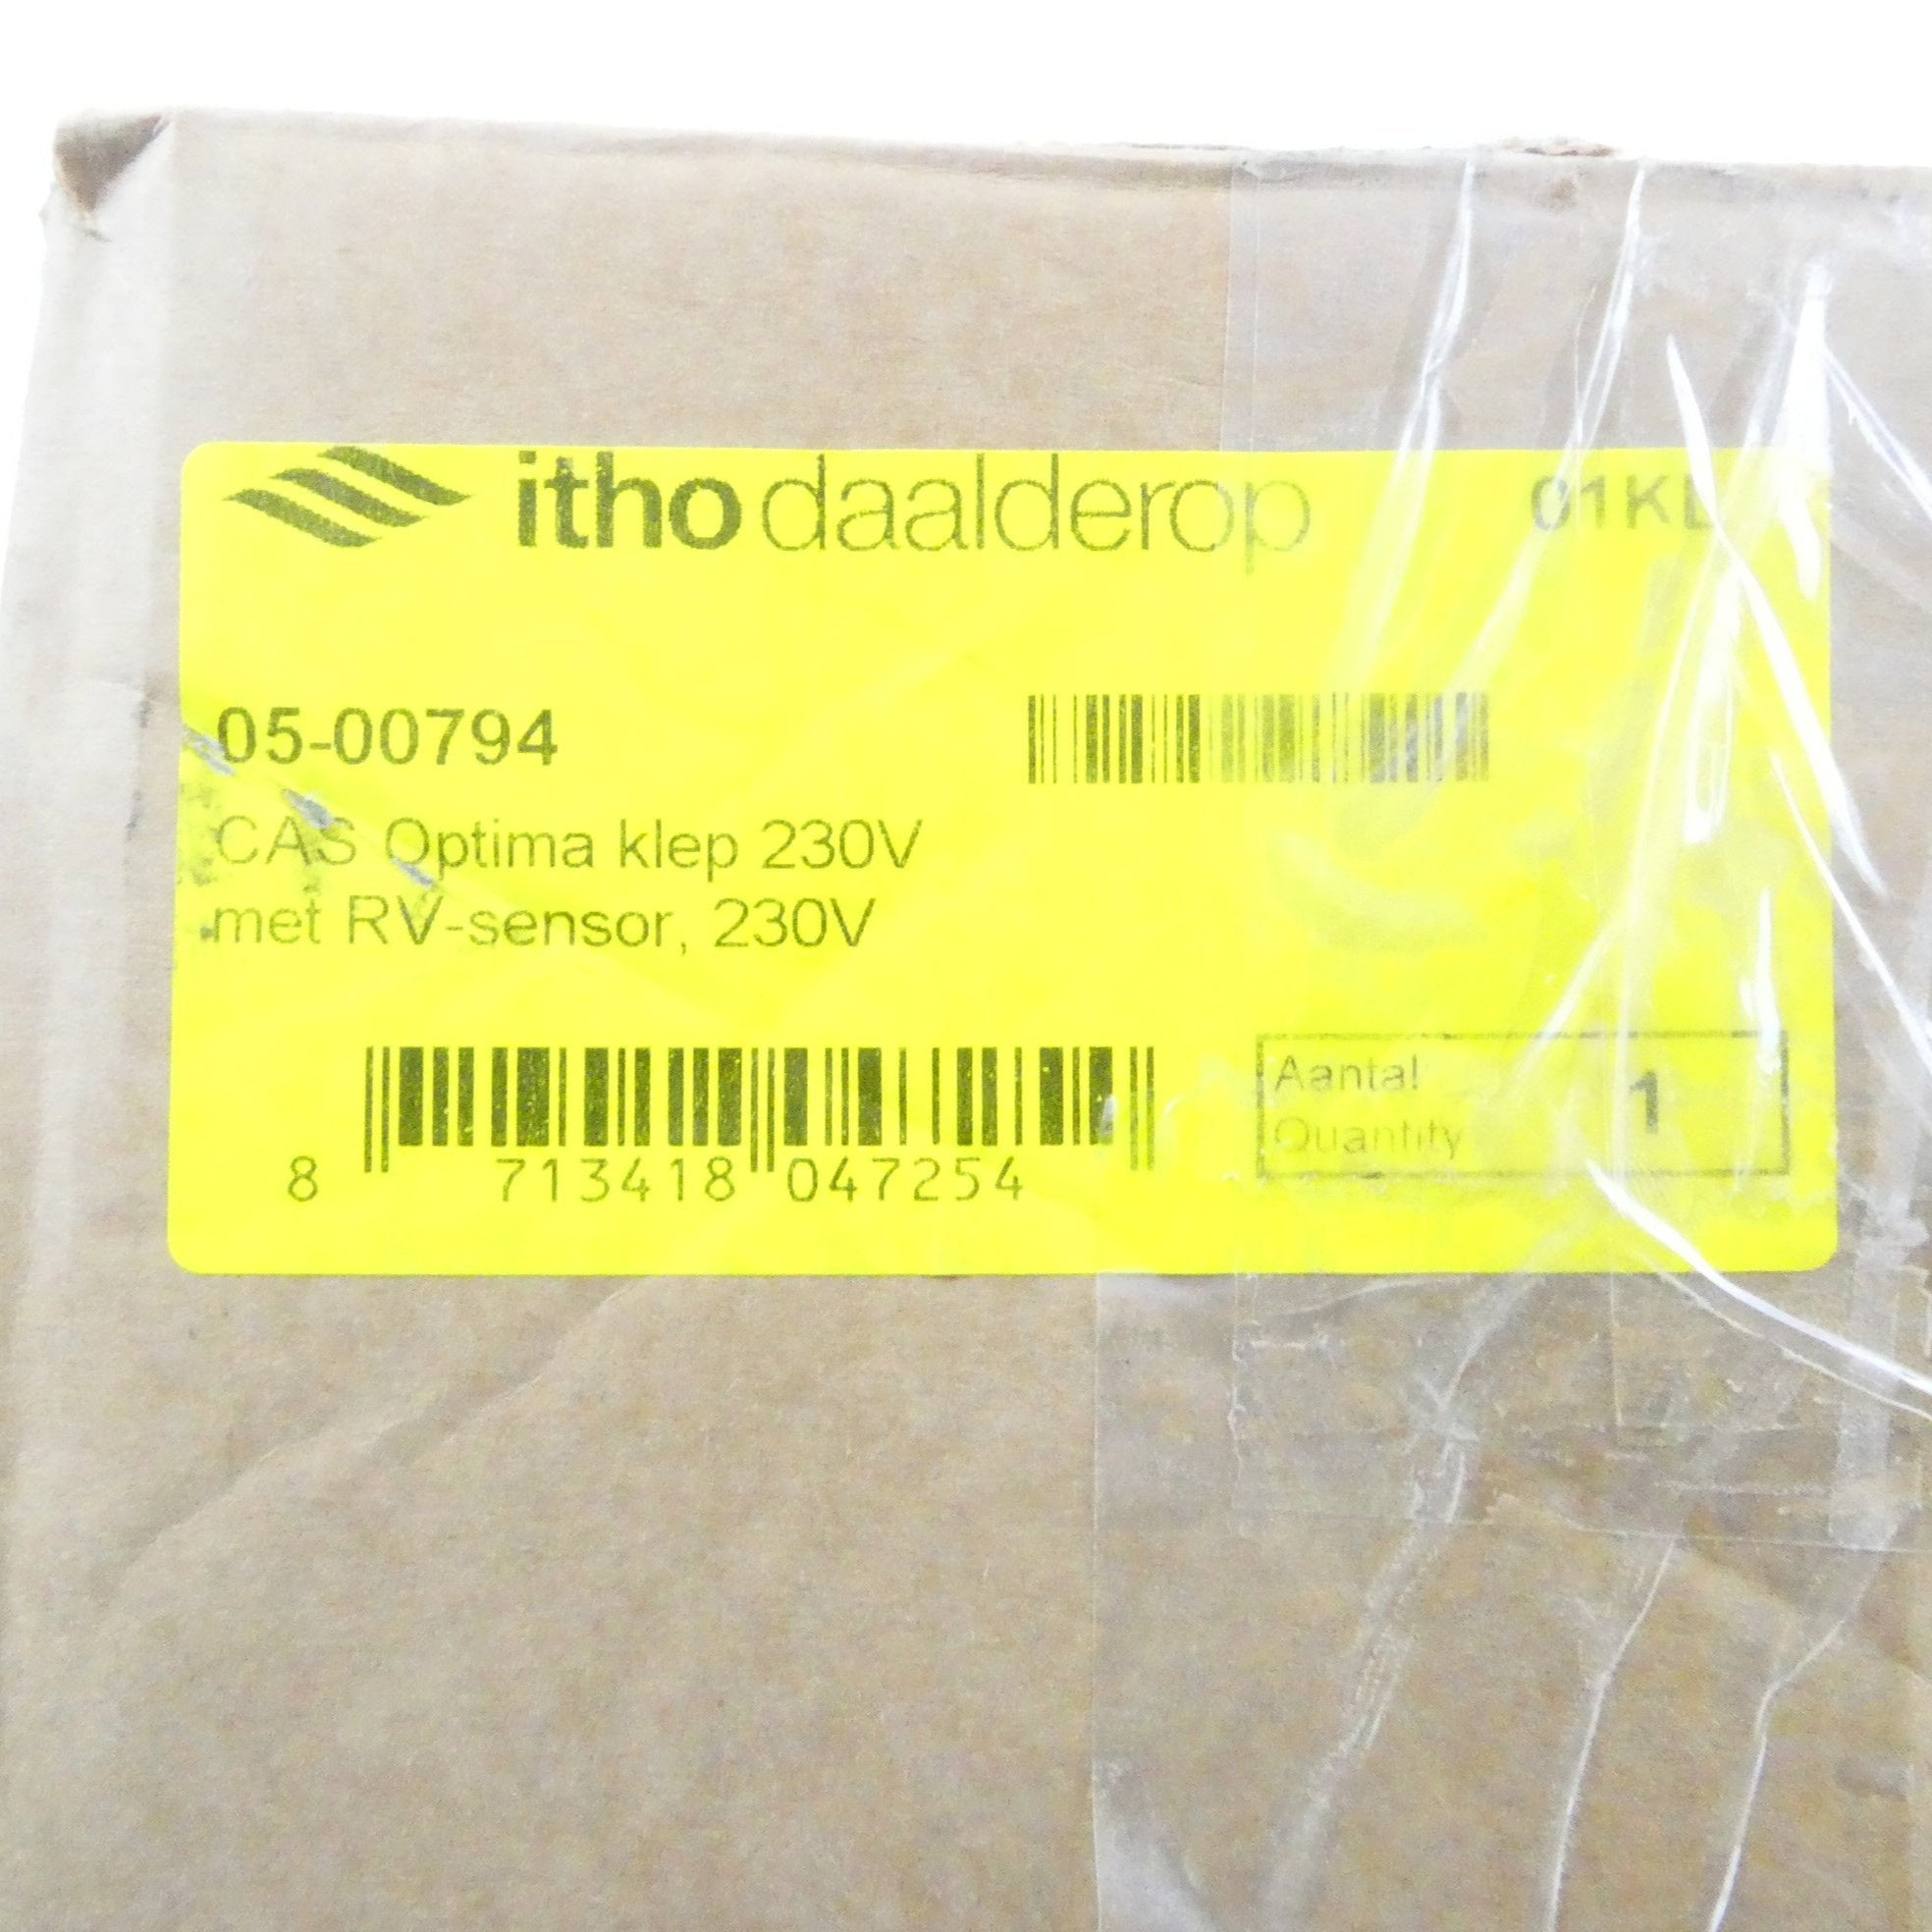 itho daalderop
05-00794
CAS Optima klep 230V
met RV-sensor, 230V
8 713418 047254
Aantal
Quantity
1